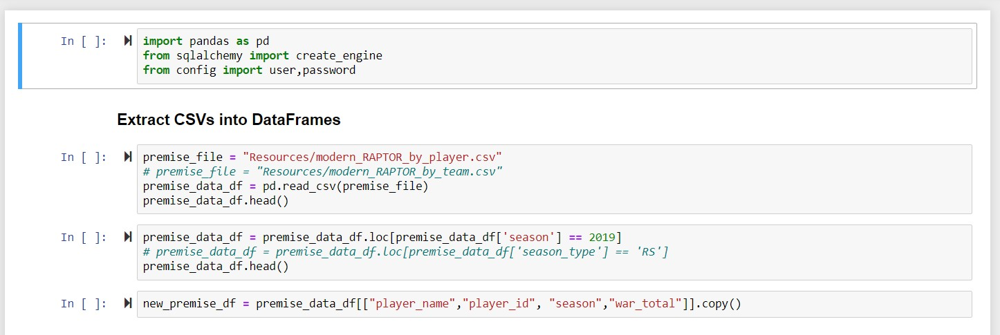 In [ ]:
import pandas as pd
from sqlalchemy import create_engine
from config import user,password
Extract CSVs into DataFrames
In [ ]:
premise_file = "Resources/modern_RAPTOR_by_player.csv"
# premise_file = "Resources/modern_RAPTOR_by_team.csv"
premise_data_df = pd.read_csv(premise_file)
premise_data_df.head()
In [ ]:
premise_data_df = premise_data_df.loc[premise_data_df['season'] == 2019]
# premise_data_df = premise_data_df.loc[premise_data_df['season_type'] == 'RS']
premise_data_df.head()
In [ ]:
new_premise_df = premise_data_df[["player_name","player_id", "season","war_total"]].copy()